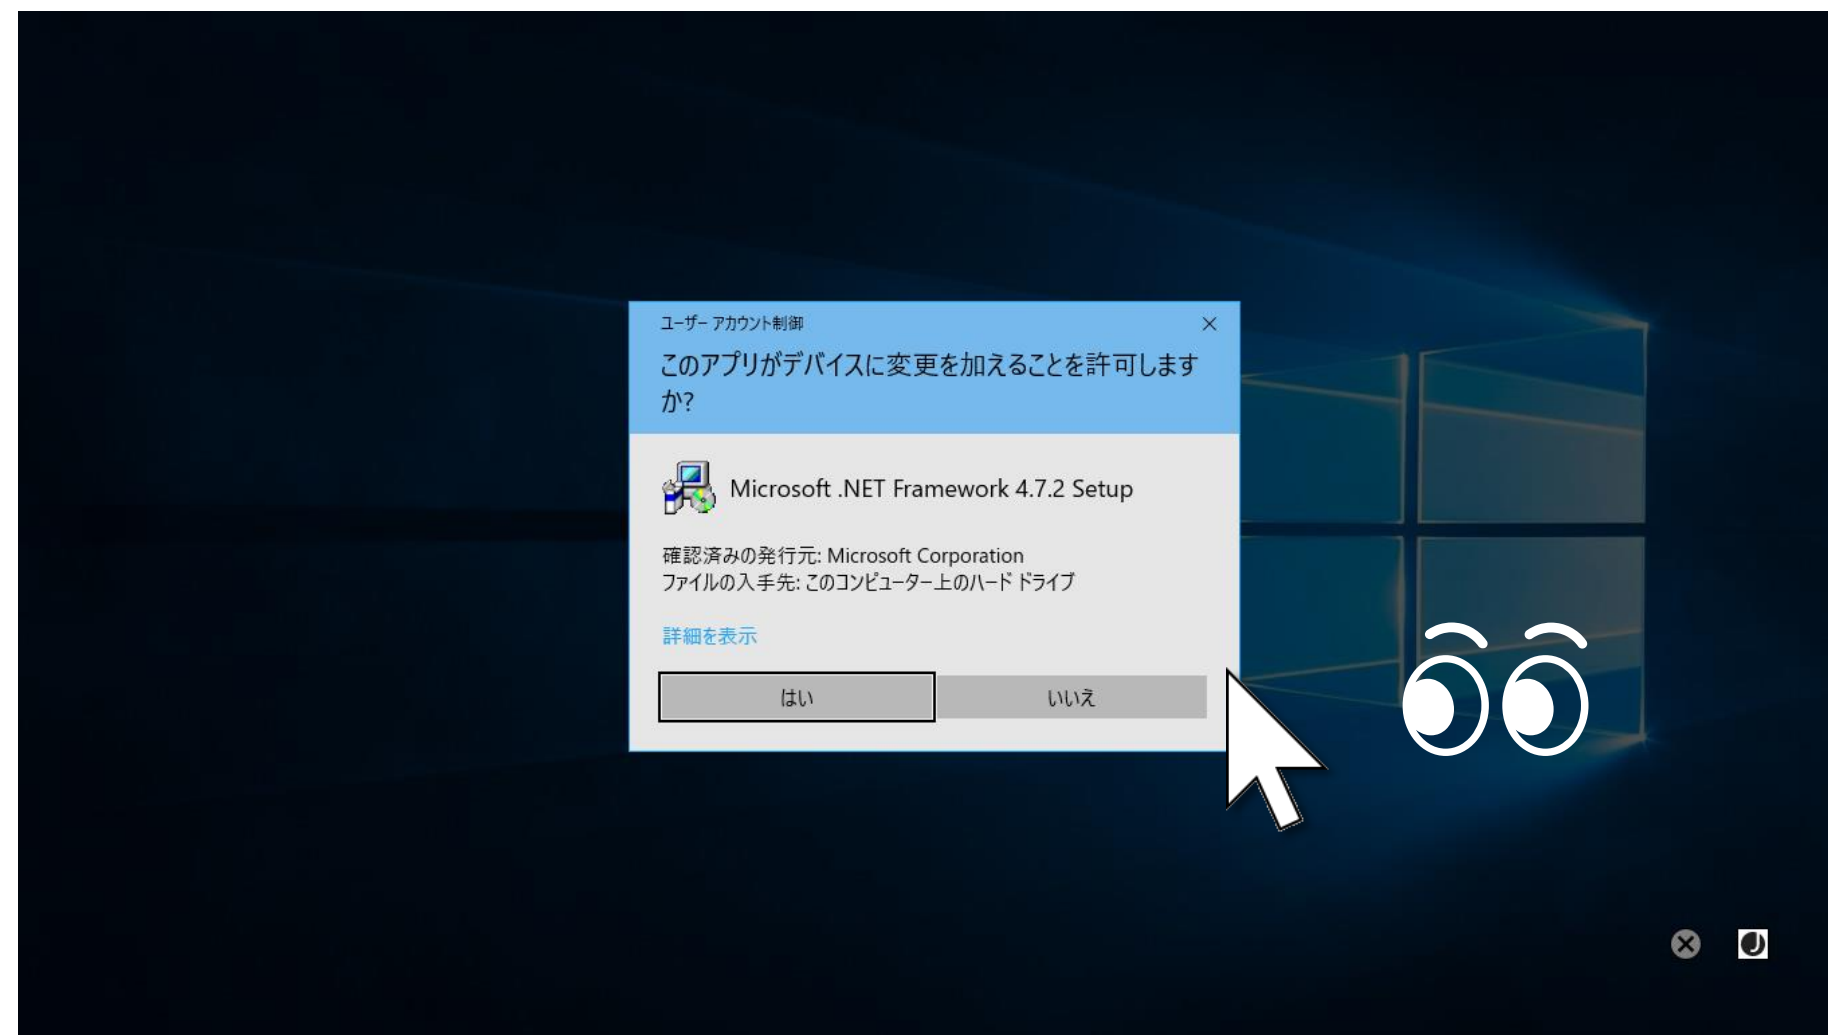 ユーザー アカウント制御
このアプリがデバイスに変更を加えることを許可します
か?
Microsoft .NET Framework 4.7.2 Setup
確認済みの発行元: Microsoft Corporation
ファイルの入手先: このコンピューター上のハード ドライブ
詳細を表示
はい
いいえ
J